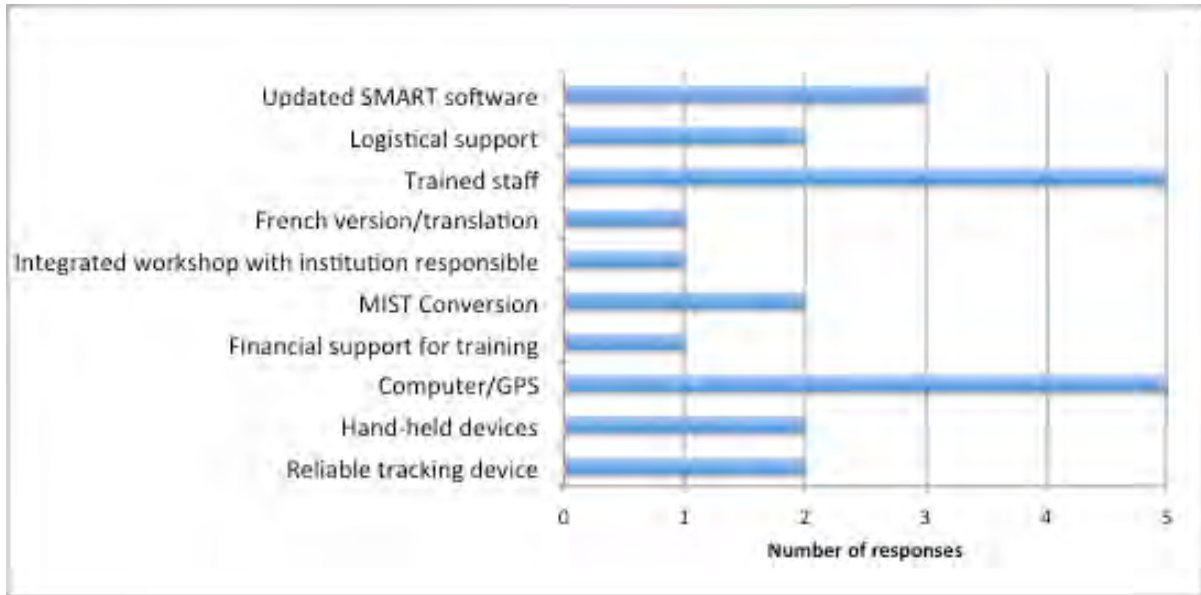 Updated SMART software
Logistical support
Trained staff
French version/translation
Integrated workshop with institution responsible
MIST Conversion
Financial support for training
Computer/GPS
Hand-held devices
Reliable tracking device
0 1 2 3 4 5
Number of responses